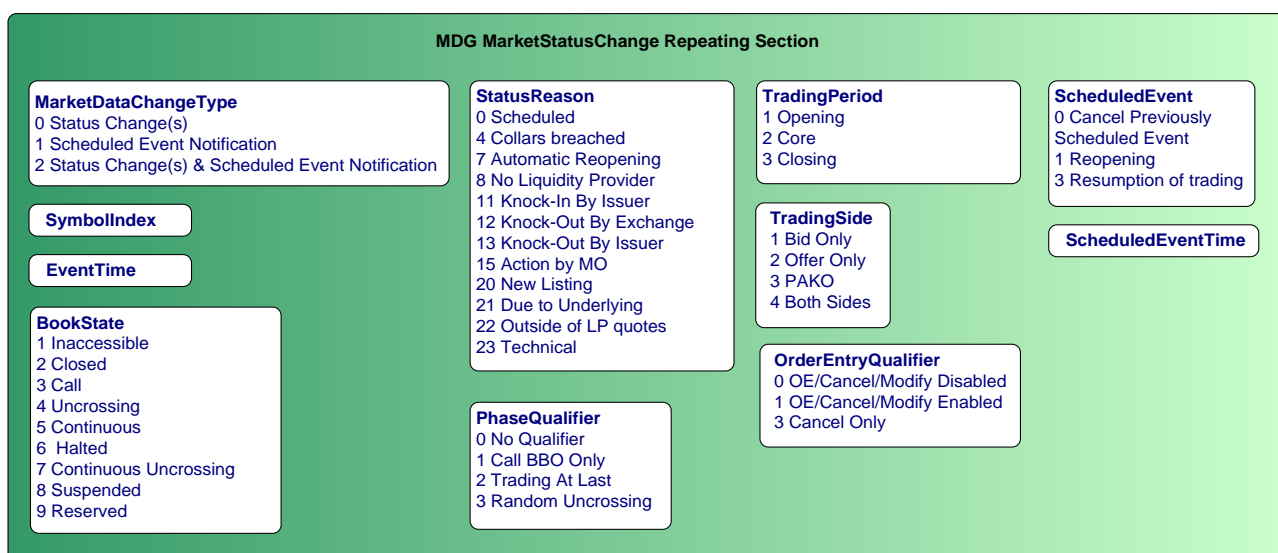 MDG MarketStatusChange Repeating Section
MarketDataChangeType
0 Status Change(s)
1 Scheduled Event Notification
2 Status Change(s) & Scheduled Event Notification
SymbolIndex
EventTime
BookState
1 Inaccessible
2 Closed
3 Call
4 Uncrossing
5 Continuous
6 Halted
7 Continuous Uncrossing
8 Suspended
9 Reserved
StatusReason
0 Scheduled
4 Collars breached
7 Automatic Reopening
8 No Liquidity Provider
11 Knock-In By Issuer
12 Knock-Out By Exchange
13 Knock-Out By Issuer
15 Action by MO
20 New Listing
21 Due to Underlying
22 Outside of LP quotes
23 Technical
PhaseQualifier
0 No Qualifier
1 Call BBO Only
2 Trading At Last
3 Random Uncrossing
TradingPeriod
1 Opening
2 Core
3 Closing
TradingSide
1 Bid Only
2 Offer Only
3 PAKO
4 Both Sides
OrderEntryQualifier
0 OE/Cancel/Modify Disabled
1 OE/Cancel/Modify Enabled
3 Cancel Only
ScheduledEvent
0 Cancel Previously
Scheduled Event
1 Reopening
3 Resumption of trading
ScheduledEventTime